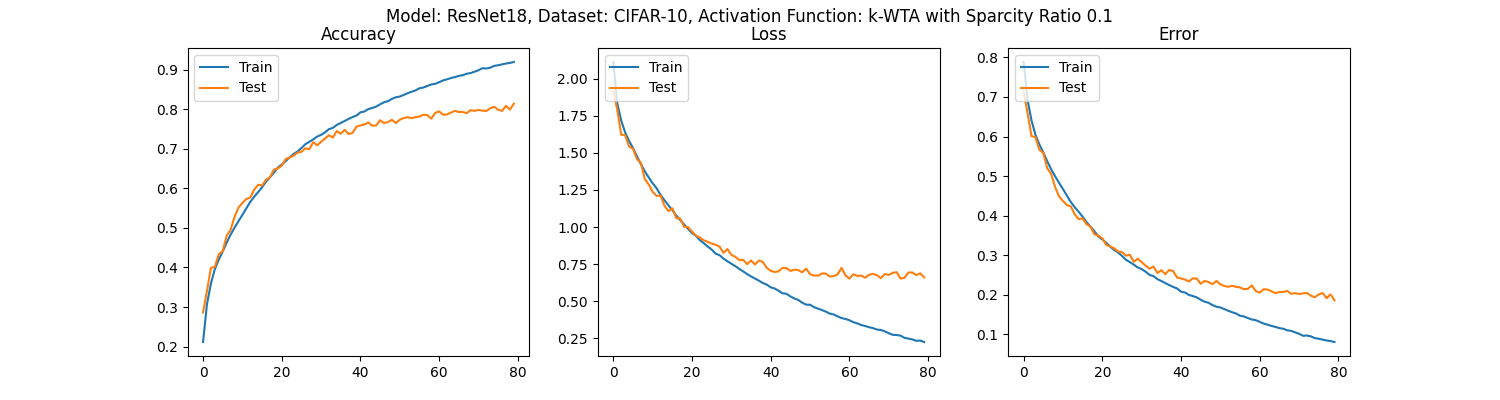 Model: ResNet18, Dataset: CIFAR-10, Activation Function: k-WTA with Sparcity Ratio 0.1
Accuracy
Train
Test
0.9
0.8
0.7
0.6
0.5
0.4
0.3
0.2
0 20 40 60 80
Loss
Train
Test
2.00
1.75
1.50
1.25
1.00
0.75
0.50
0.25
0 20 40 60 80
Error
Train
Test
0.8
0.7
0.6
0.5
0.4
0.3
0.2
0.1
0 20 40 60 80